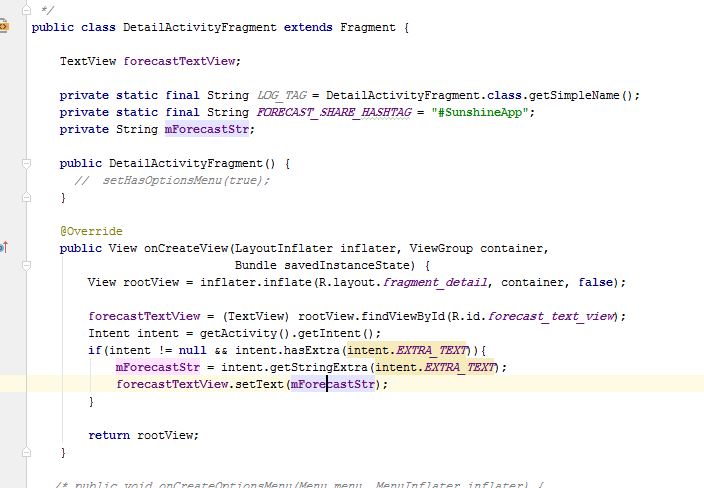 */
public class DetailActivityFragment extends Fragment {
TextView forecastTextView;
private static final String LOG_TAG = DetailActivityFragment.class.getSimpleName();
private static final String FORECAST_SHARE_HASHTAG = "#SunshineApp";
private String mForecastStr;
public DetailActivityFragment() {
// setHasOptionsMenu(true);
}
@Override
public View onCreateView(LayoutInflater inflater, ViewGroup container,
Bundle savedInstanceState) {
View rootView = inflater.inflate(R.layout.fragment_detail, container, false);
forecastTextView = (TextView) rootView.findViewById(R.id.forecast_text_view);
Intent intent = getActivity().getIntent();
if(intent != null && intent.hasExtra(intent.EXTRA_TEXT)){
mForecastStr = intent.getStringExtra(intent.EXTRA_TEXT);
forecastTextView.setText(mForecastStr);
}
return rootView;
}
/* public void onCreateOptionsMenu(Menu menu, MenuInflater inflater) {